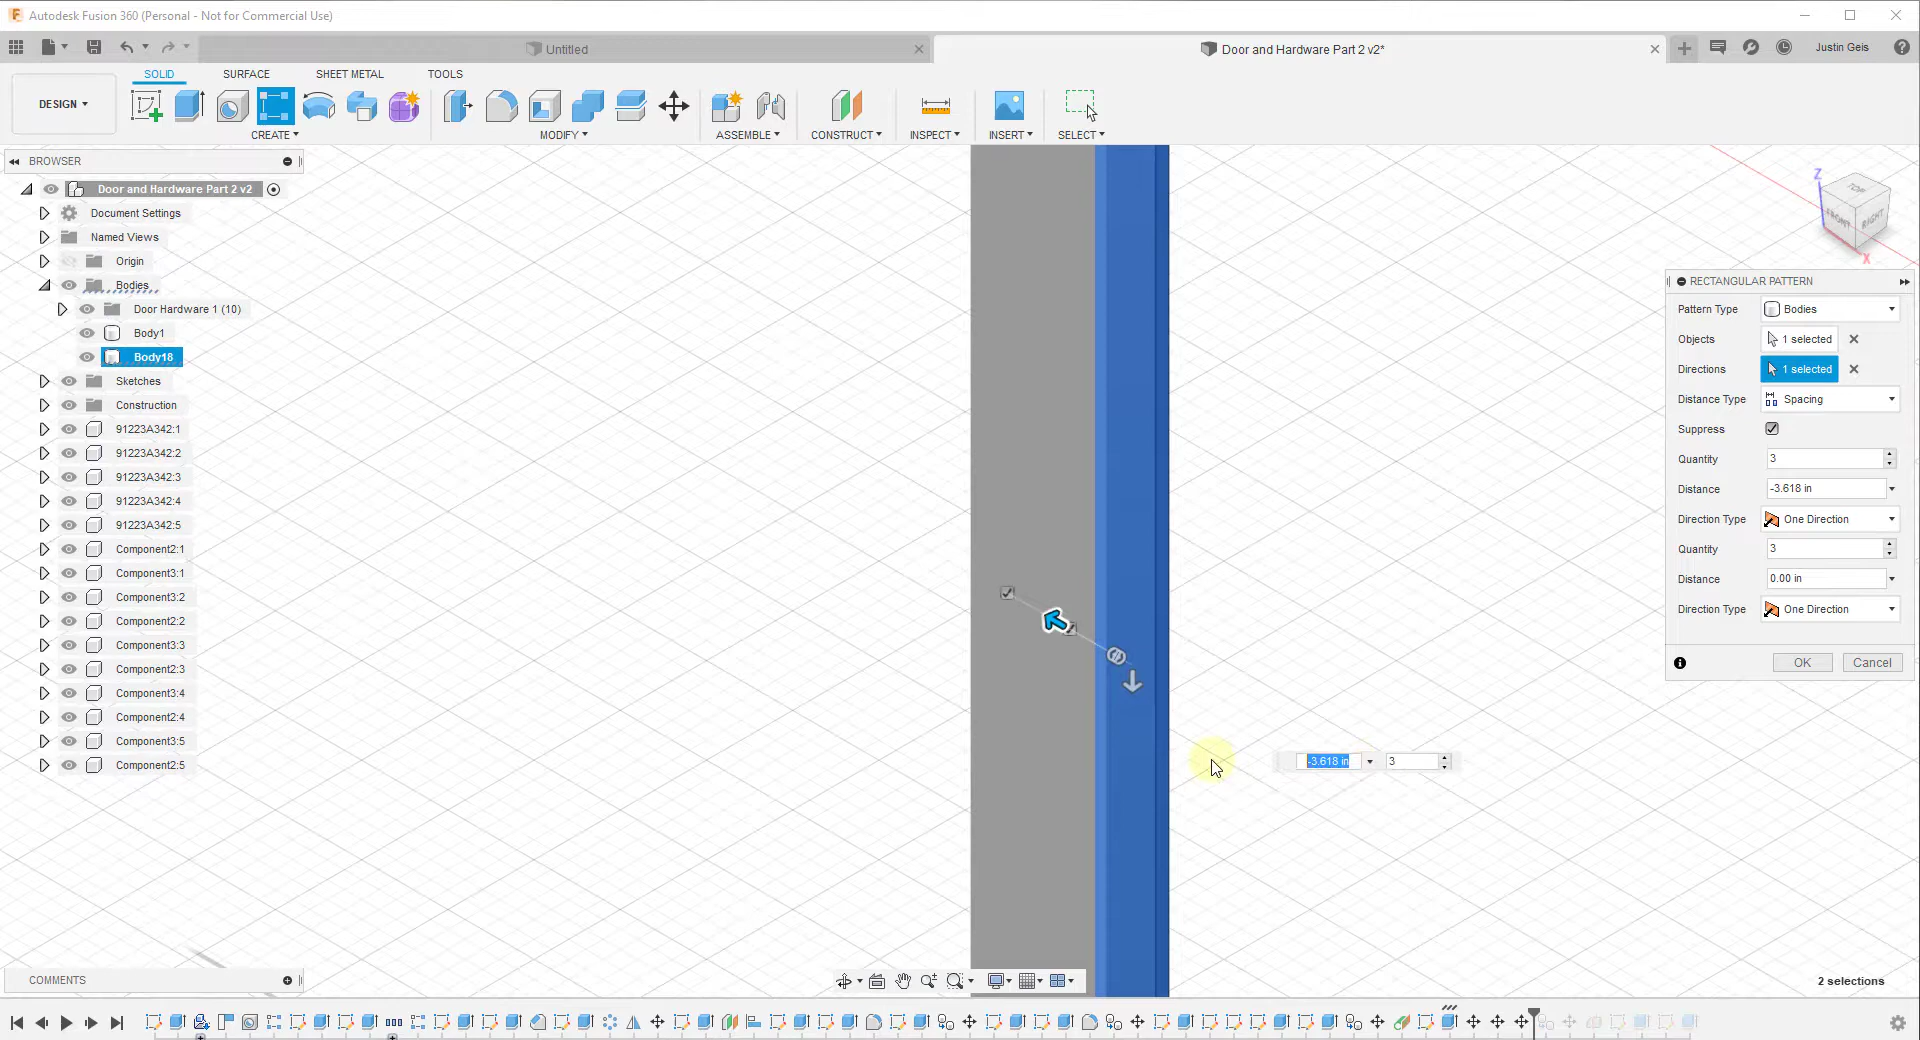 Autodesk Fusion 360 (Personal - Not for Commercial Use)
Untitled
Door and Hardware Part 2 v2*
Justin Geis
DESIGN
SOLID
SURFACE
SHEET METAL
TOOLS
CREATE
MODIFY
ASSEMBLE
CONSTRUCT
INSPECT
INSERT
SELECT
BROWSER
Door and Hardware Part 2 v2
Document Settings
Named Views
Origin
Bodies
Door Hardware 1 (10)
Body1
Body18
Sketches
Construction
91223A342:1
91223A342:2
91223A342:3
91223A342:4
91223A342:5
Component2:1
Component3:1
Component3:2
Component2:2
Component3:3
Component2:3
Component3:4
Component2:4
Component3:5
Component2:5
Z
TOP
FRONT
RIGHT
X
RECTANGULAR PATTERN
Pattern Type Bodies
Objects 1 selected
Directions 1 selected
Distance Type Spacing
Suppress
Quantity 3
Distance -3.618 in
Direction Type One Direction
Quantity 3
Distance 0.00 in
Direction Type One Direction
OK Cancel
-3.618 in 3
COMMENTS
2 selections